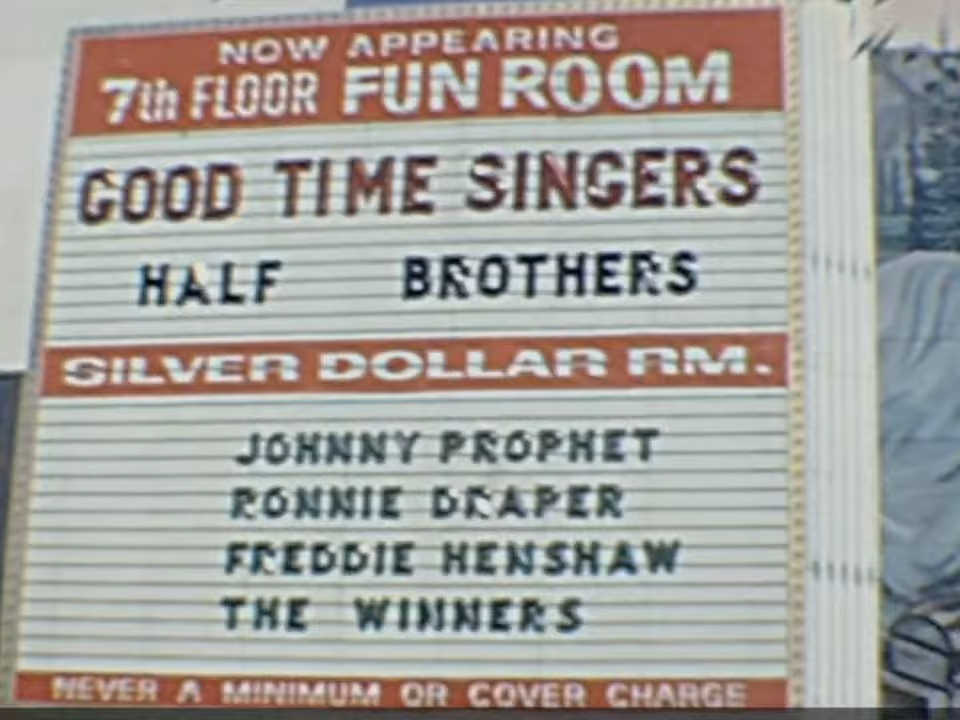 NOW APPEARING
7th FLOOR FUN ROOM
GOOD TIME SINGERS
HALF BROTHERS
SILVER DOLLAR RM.
JOHNNY PROPHET
RONNIE DRAPER
FREDDIE HENSHAW
THE WINNERS
NEVER A MINIMUM OR COVER CHARGE